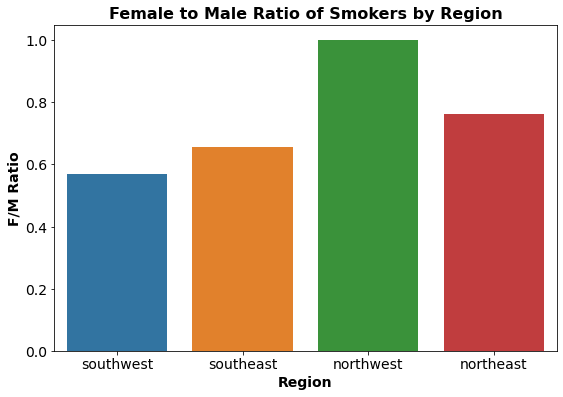 Female to Male Ratio of Smokers by Region
F/M Ratio
1.0
0.8
0.6
0.4
0.2
0.0
southwest southeast northwest northeast
Region